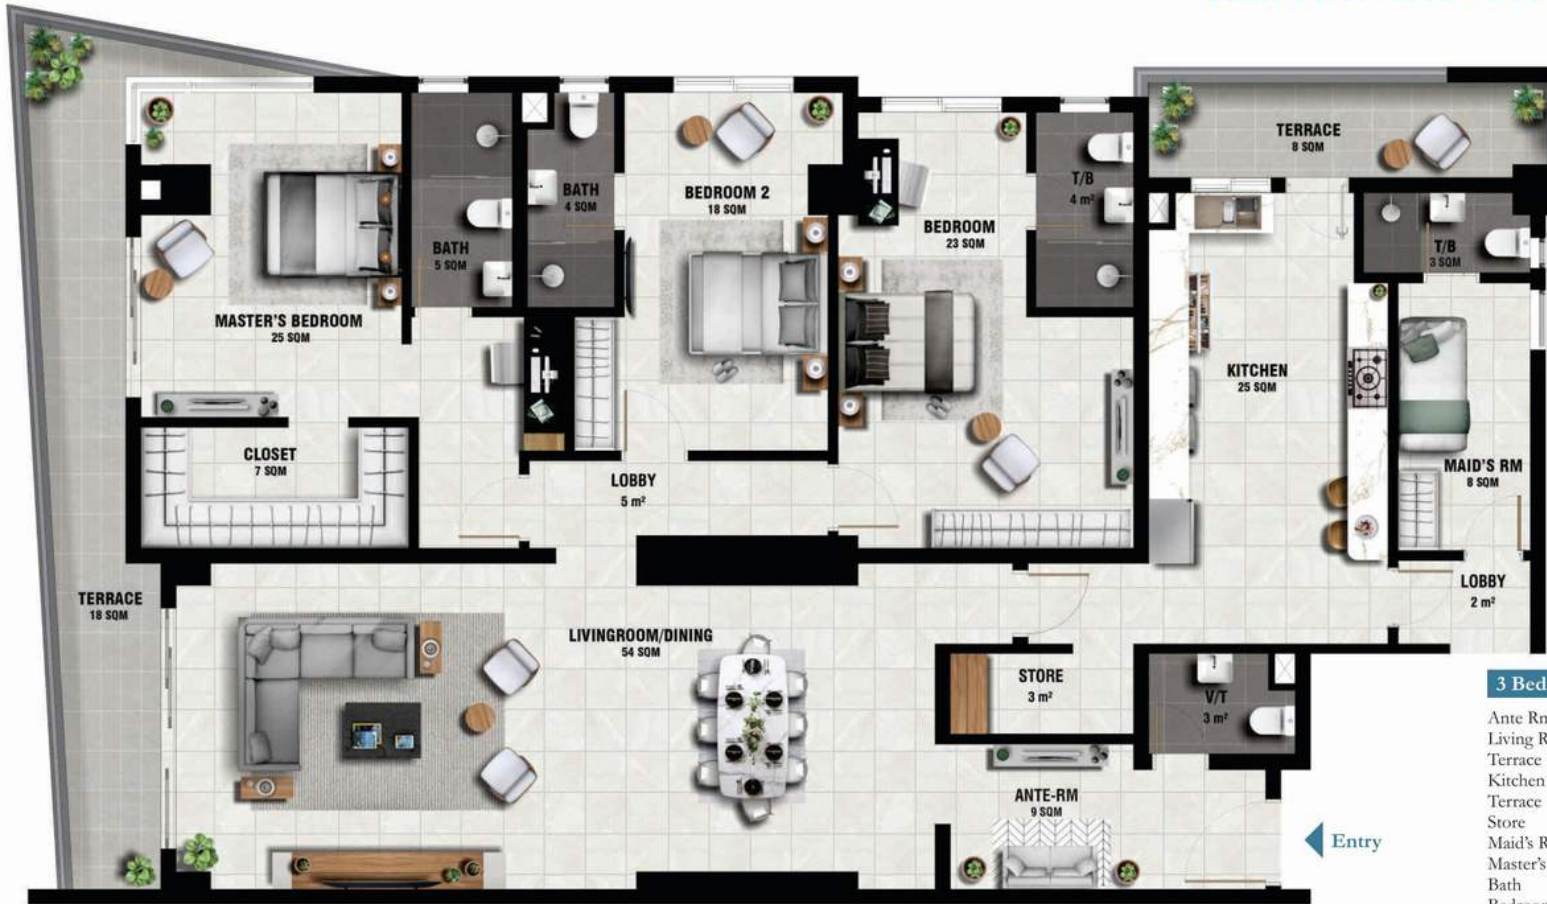 TERRACE
8 SQM
BATH
4 SQM
BEDROOM 2
18 SQM
T/B
4 m²
BEDROOM
23 SQM
BATH
5 SQM
T/B
3 SQM
MASTER'S BEDROOM
25 SQM
KITCHEN
25 SQM
CLOSET
7 SQM
LOBBY
5 m²
MAID'S RM
8 SQM
TERRACE
18 SQM
LOBBY
2 m²
LIVINGROOM/DINING
54 SQM
STORE
3 m²
V/T
3 m²
ANTE-RM
9 SQM
Entry
3 Bed
Ante Rm
Living R
Terrace
Kitchen
Terrace
Store
Maid's R
Master's
Bath